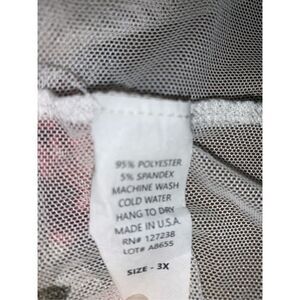 95% POLYESTER
5% SPANDEX
MACHINE WASH
COLD WATER
HANG TO DRY
MADE IN U.S.A.
RN# 127238
LOT# A8655
SIZE - 3X